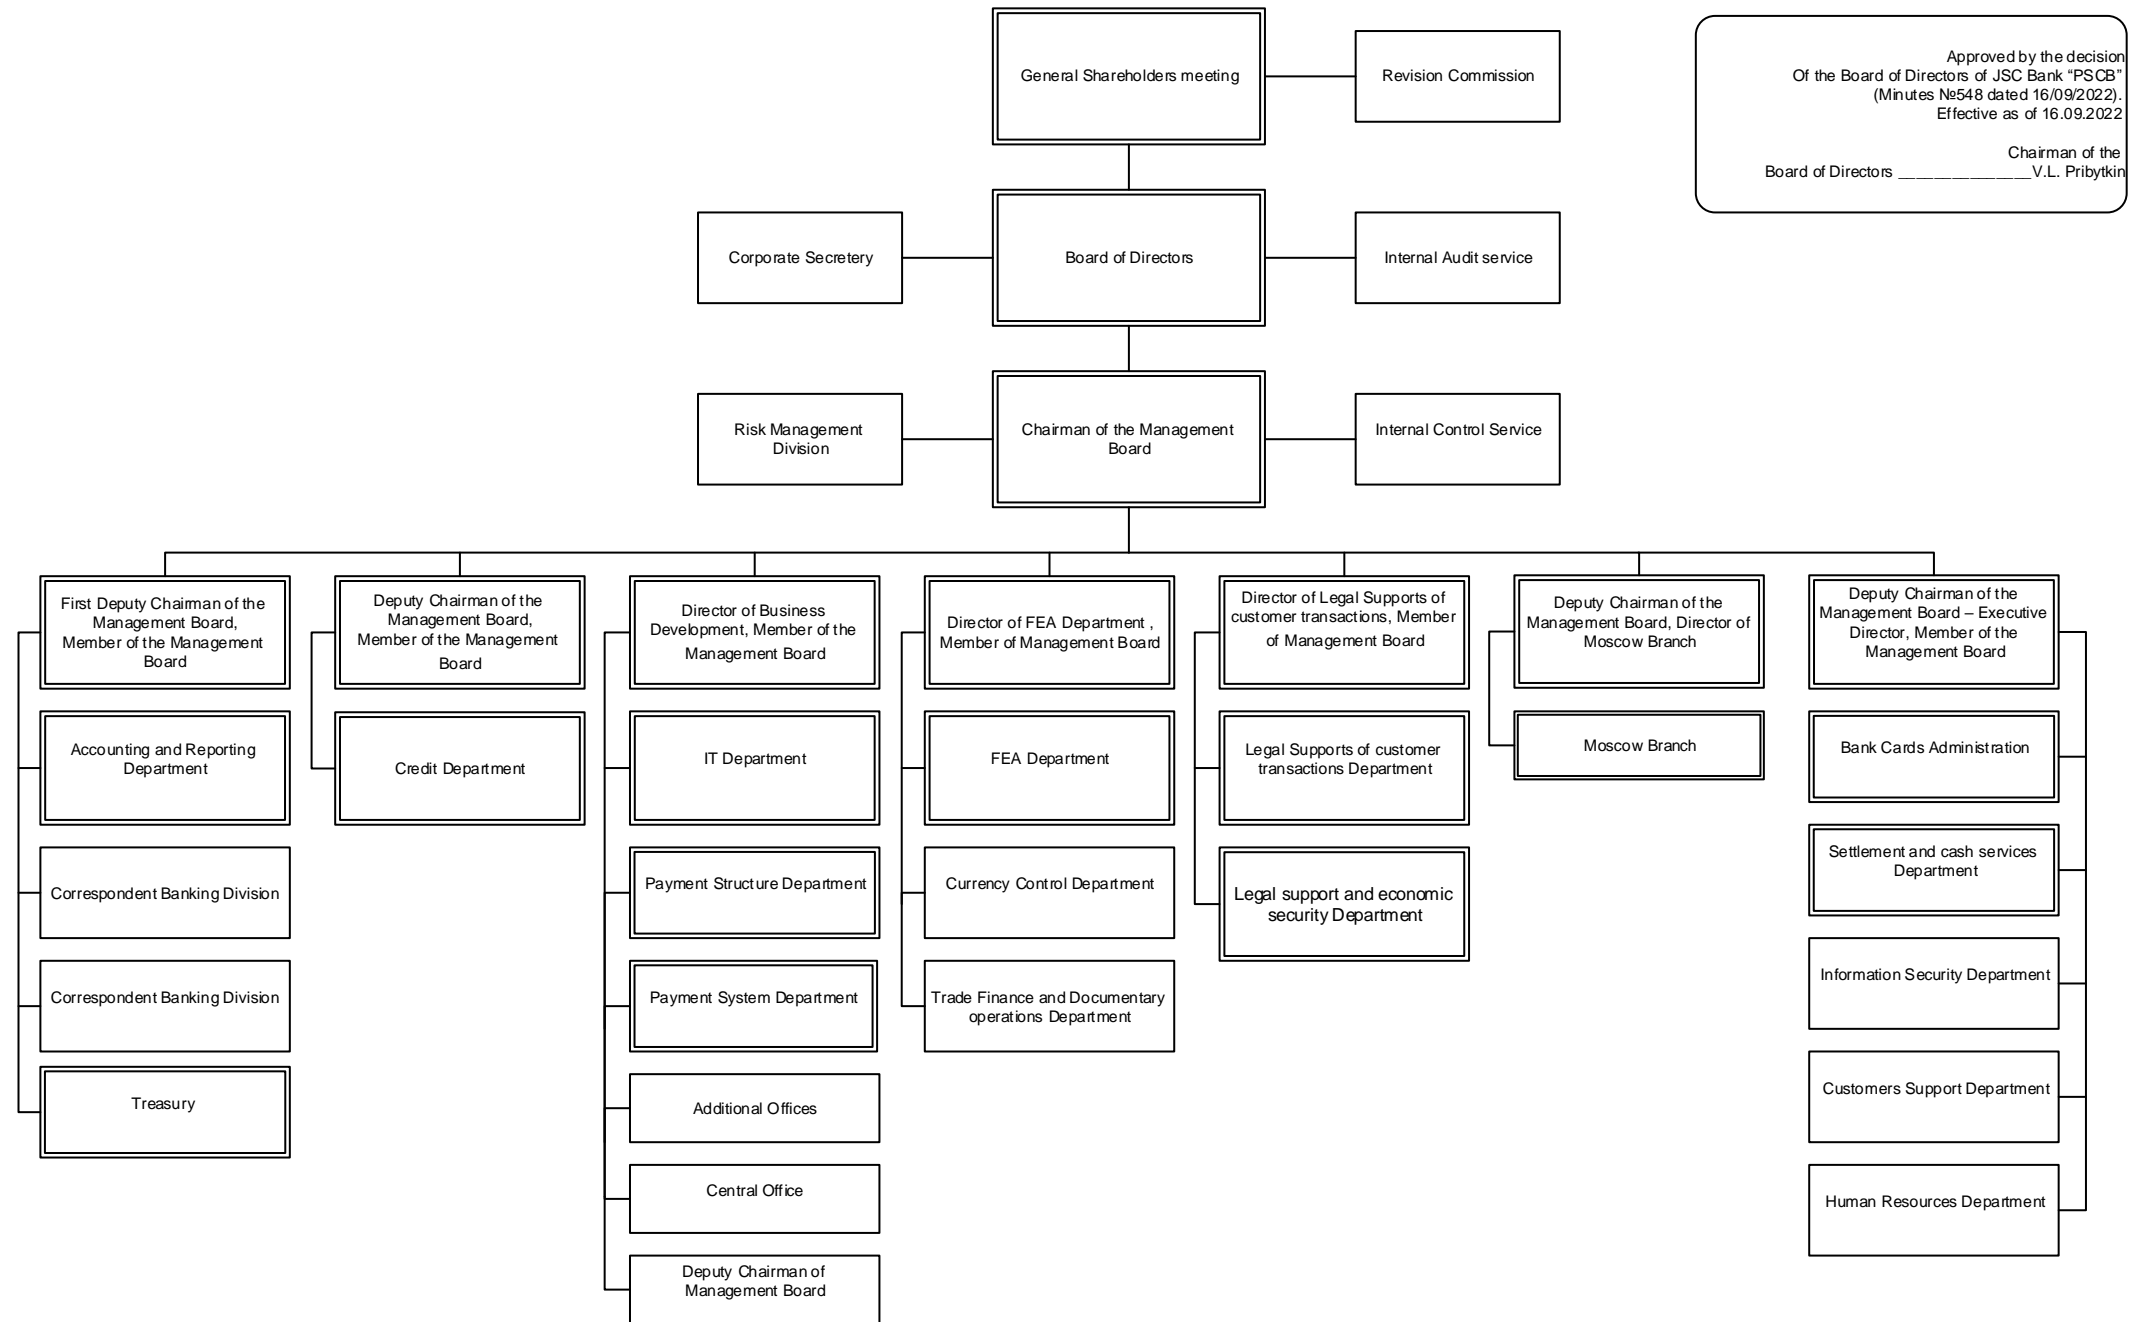 General Shareholders meeting
Revision Commission
Approved by the decision
Of the Board of Directors of JSC Bank “PSCB”
(Minutes №548 dated 16/09/2022).
Effective as of 16.09.2022
Chairman of the
Board of Directors _______________V.L. Pribytkin
Corporate Secretery
Board of Directors
Internal Audit service
Risk Management
Division
Chairman of the Management
Board
Internal Control Service
First Deputy Chairman of the
Management Board,
Member of the Management
Board
Deputy Chairman of the
Management Board,
Member of the Management
Board
Director of Business
Development, Member of the
Management Board
Director of FEA Department ,
Member of Management Board
Director of Legal Supports of
customer transactions, Member
of Management Board
Deputy Chairman of the
Management Board, Director of
Moscow Branch
Deputy Chairman of the
Management Board – Executive
Director, Member of the
Management Board
Accounting and Reporting
Department
Credit Department
IT Department
FEA Department
Legal Supports of customer
transactions Department
Moscow Branch
Bank Cards Administration
Correspondent Banking Division
Payment Structure Department
Currency Control Department
Legal support and economic
security Department
Settlement and cash services
Department
Correspondent Banking Division
Payment System Department
Trade Finance and Documentary
operations Department
Information Security Department
Treasury
Additional Offices
Customers Support Department
Central Office
Human Resources Department
Deputy Chairman of
Management Board